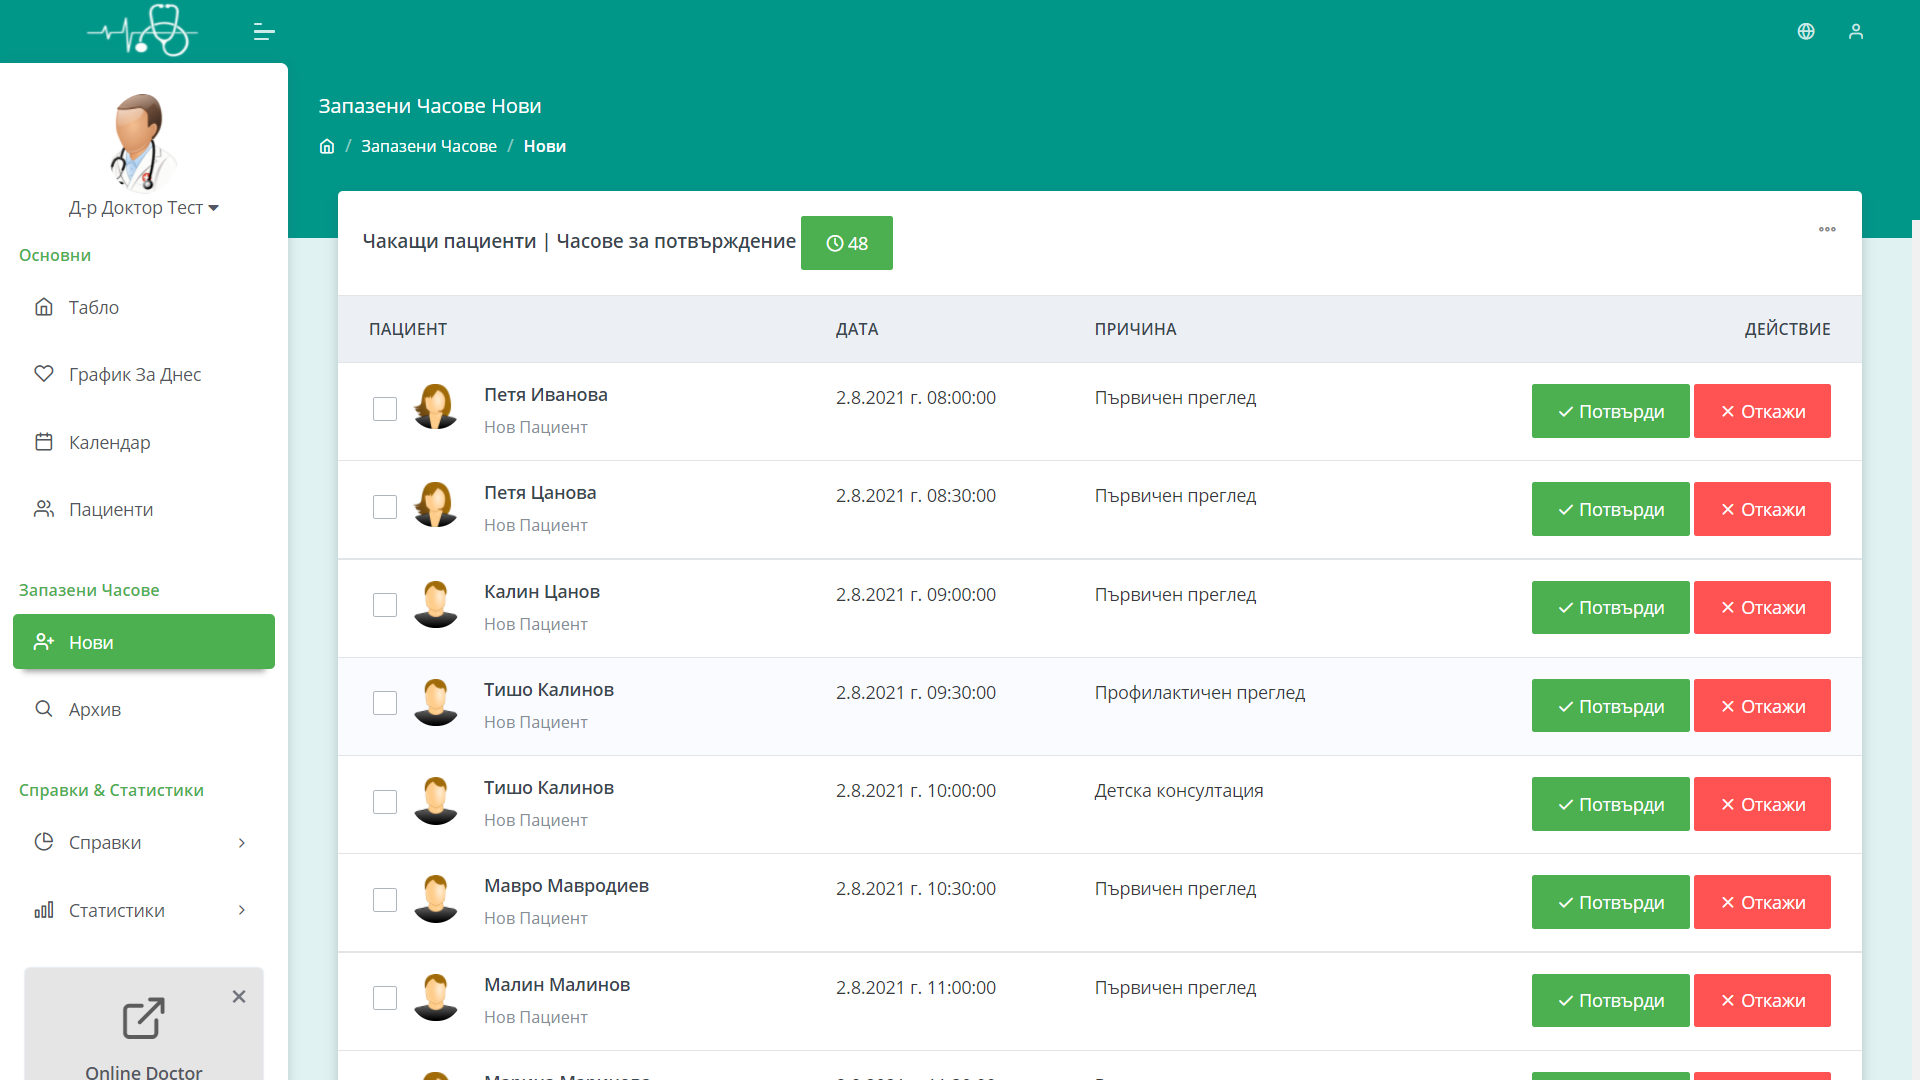 Запазени Часове Нови
/ Запазени Часове / Нови
Д-р Доктор Тест
Основни
Табло
График За Днес
Календар
Пациенти
Запазени Часове
Нови
Архив
Справки & Статистики
Справки
Статистики
Online Doctor
Чакащи пациенти | Часове за потвърждение 48
ПАЦИЕНТ ДАТА ПРИЧИНА ДЕЙСТВИЕ
Петя Иванова 2.8.2021 г. 08:00:00 Първичен преглед Потвърди Откажи
Нов Пациент
Петя Цанова 2.8.2021 г. 08:30:00 Първичен преглед Потвърди Откажи
Нов Пациент
Калин Цанов 2.8.2021 г. 09:00:00 Първичен преглед Потвърди Откажи
Нов Пациент
Тишо Калинов 2.8.2021 г. 09:30:00 Профилактичен преглед Потвърди Откажи
Нов Пациент
Тишо Калинов 2.8.2021 г. 10:00:00 Детска консултация Потвърди Откажи
Нов Пациент
Мавро Мавродиев 2.8.2021 г. 10:30:00 Първичен преглед Потвърди Откажи
Нов Пациент
Малин Малинов 2.8.2021 г. 11:00:00 Първичен преглед Потвърди Откажи
Нов Пациент